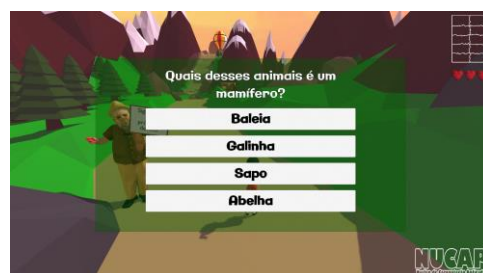 Quais desses animais é um
mamífero?
Baleia
Galinha
Sapo
Abelha
NUCAP